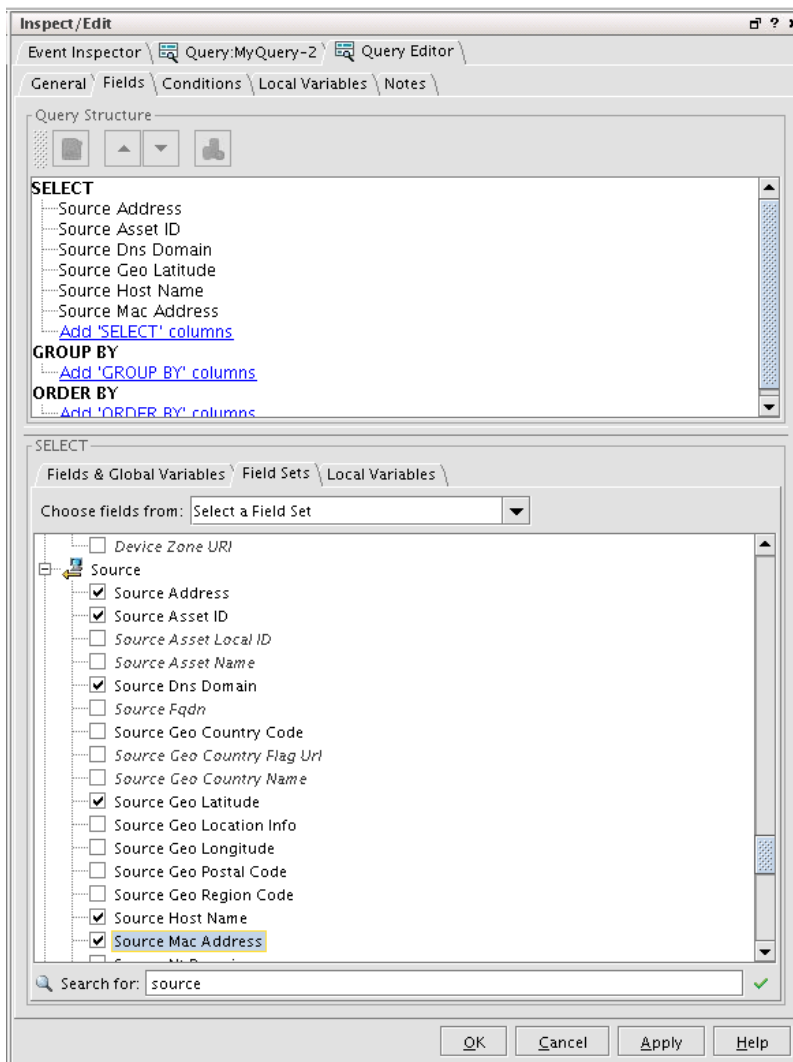 Inspect/Edit
Event Inspector Query:MyQuery-2 Query Editor
General Fields Conditions Local Variables Notes
Query Structure
SELECT
Source Address
Source Asset ID
Source Dns Domain
Source Geo Latitude
Source Host Name
Source Mac Address
Add 'SELECT' columns
GROUP BY
Add 'GROUP BY' columns
ORDER BY
Add 'ORDER BY' columns
SELECT
Fields & Global Variables Field Sets Local Variables
Choose fields from: Select a Field Set
Device Zone URI
Source
Source Address
Source Asset ID
Source Asset Local ID
Source Asset Name
Source Dns Domain
Source Fqdn
Source Geo Country Code
Source Geo Country Flag Url
Source Geo Country Name
Source Geo Latitude
Source Geo Location Info
Source Geo Longitude
Source Geo Postal Code
Source Geo Region Code
Source Host Name
Source Mac Address
Search for: source
OK Cancel Apply Help